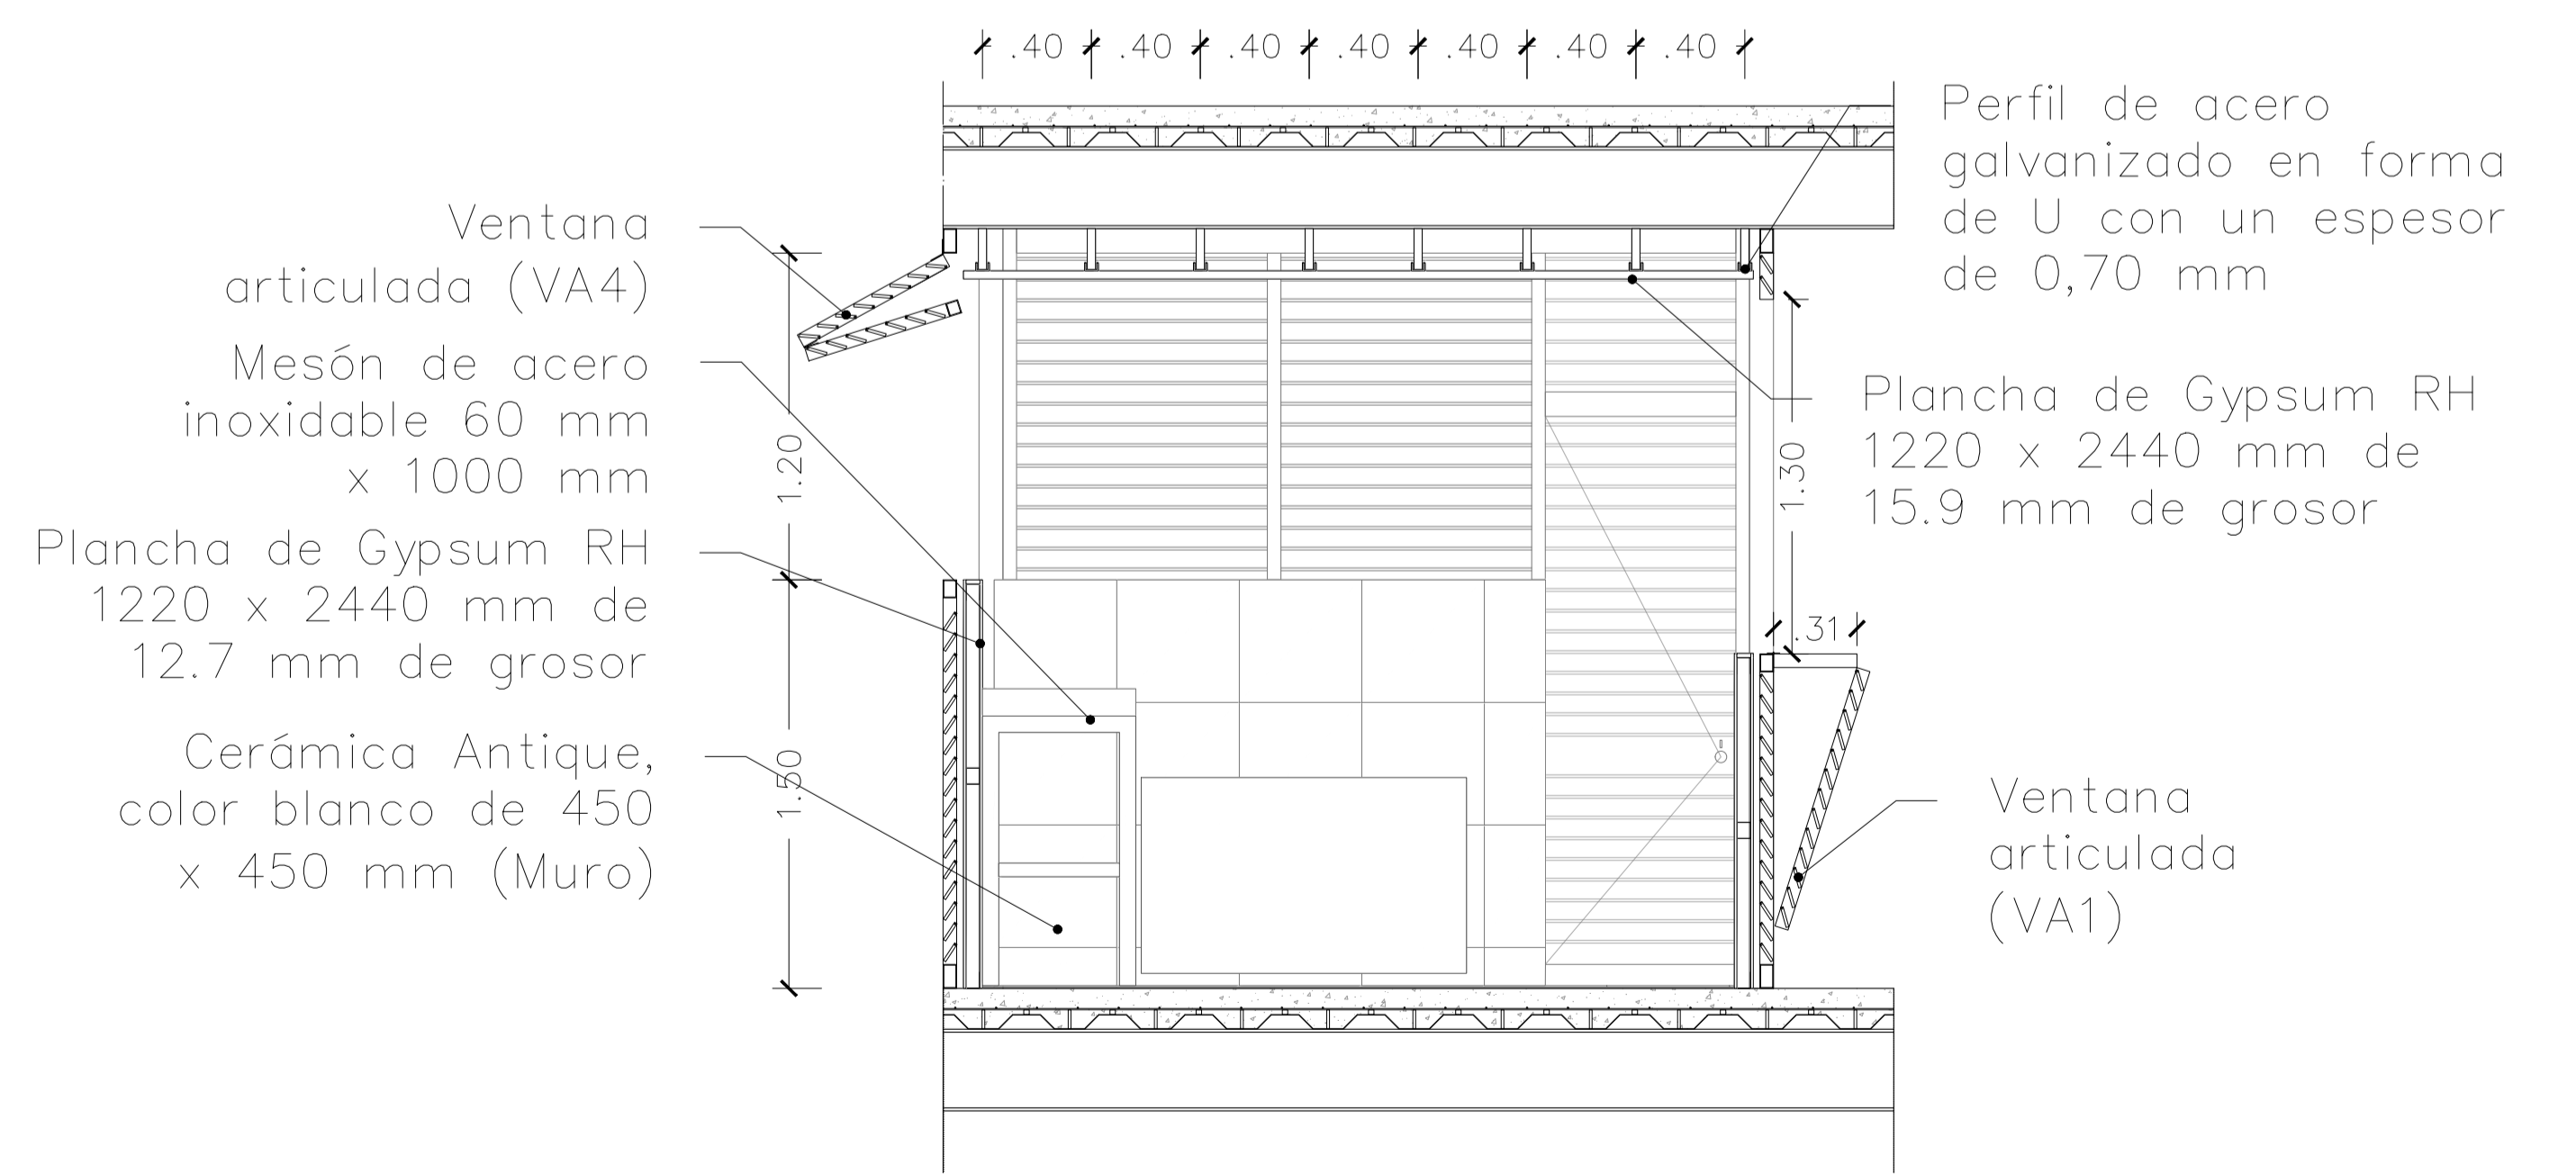 .40 .40 .40 .40 .40 .40 .40
Perfil de acero
galvanizado en forma
de U con un espesor
de 0,70 mm
Ventana
articulada (VA4)
Mesón de acero
inoxidable 60 mm
x 1000 mm
Plancha de Gypsum RH
1220 x 2440 mm de
12.7 mm de grosor
Cerámica Antique,
color blanco de 450
x 450 mm (Muro)
1.20
1.50
Plancha de Gypsum RH
1220 x 2440 mm de
15.9 mm de grosor
1.30
.31
Ventana
articulada
(VA1)